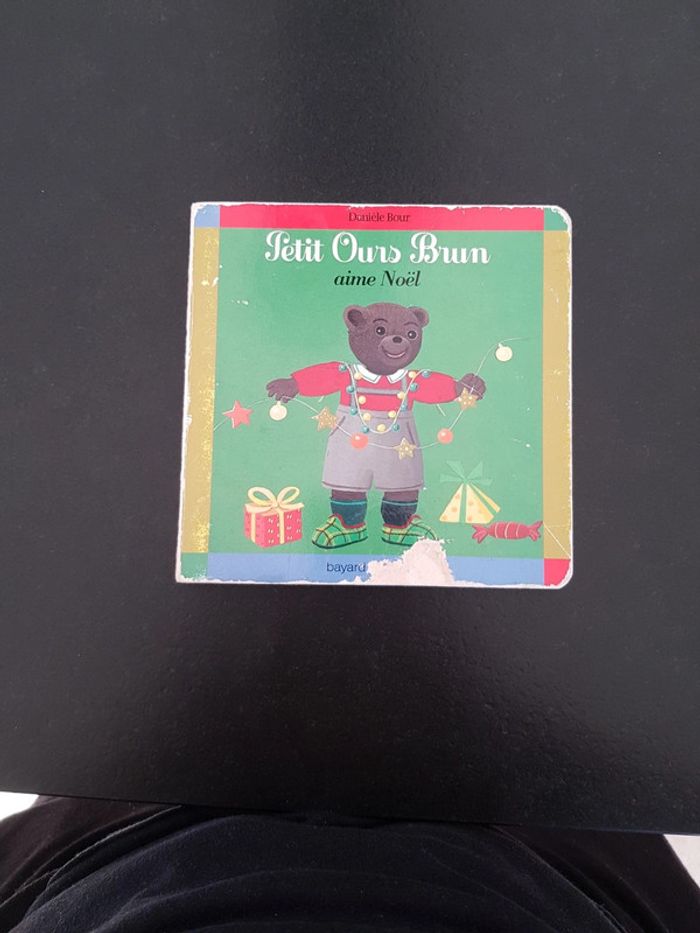 Danièle Bour
Petit Ours Brun
aime Noël
bayard